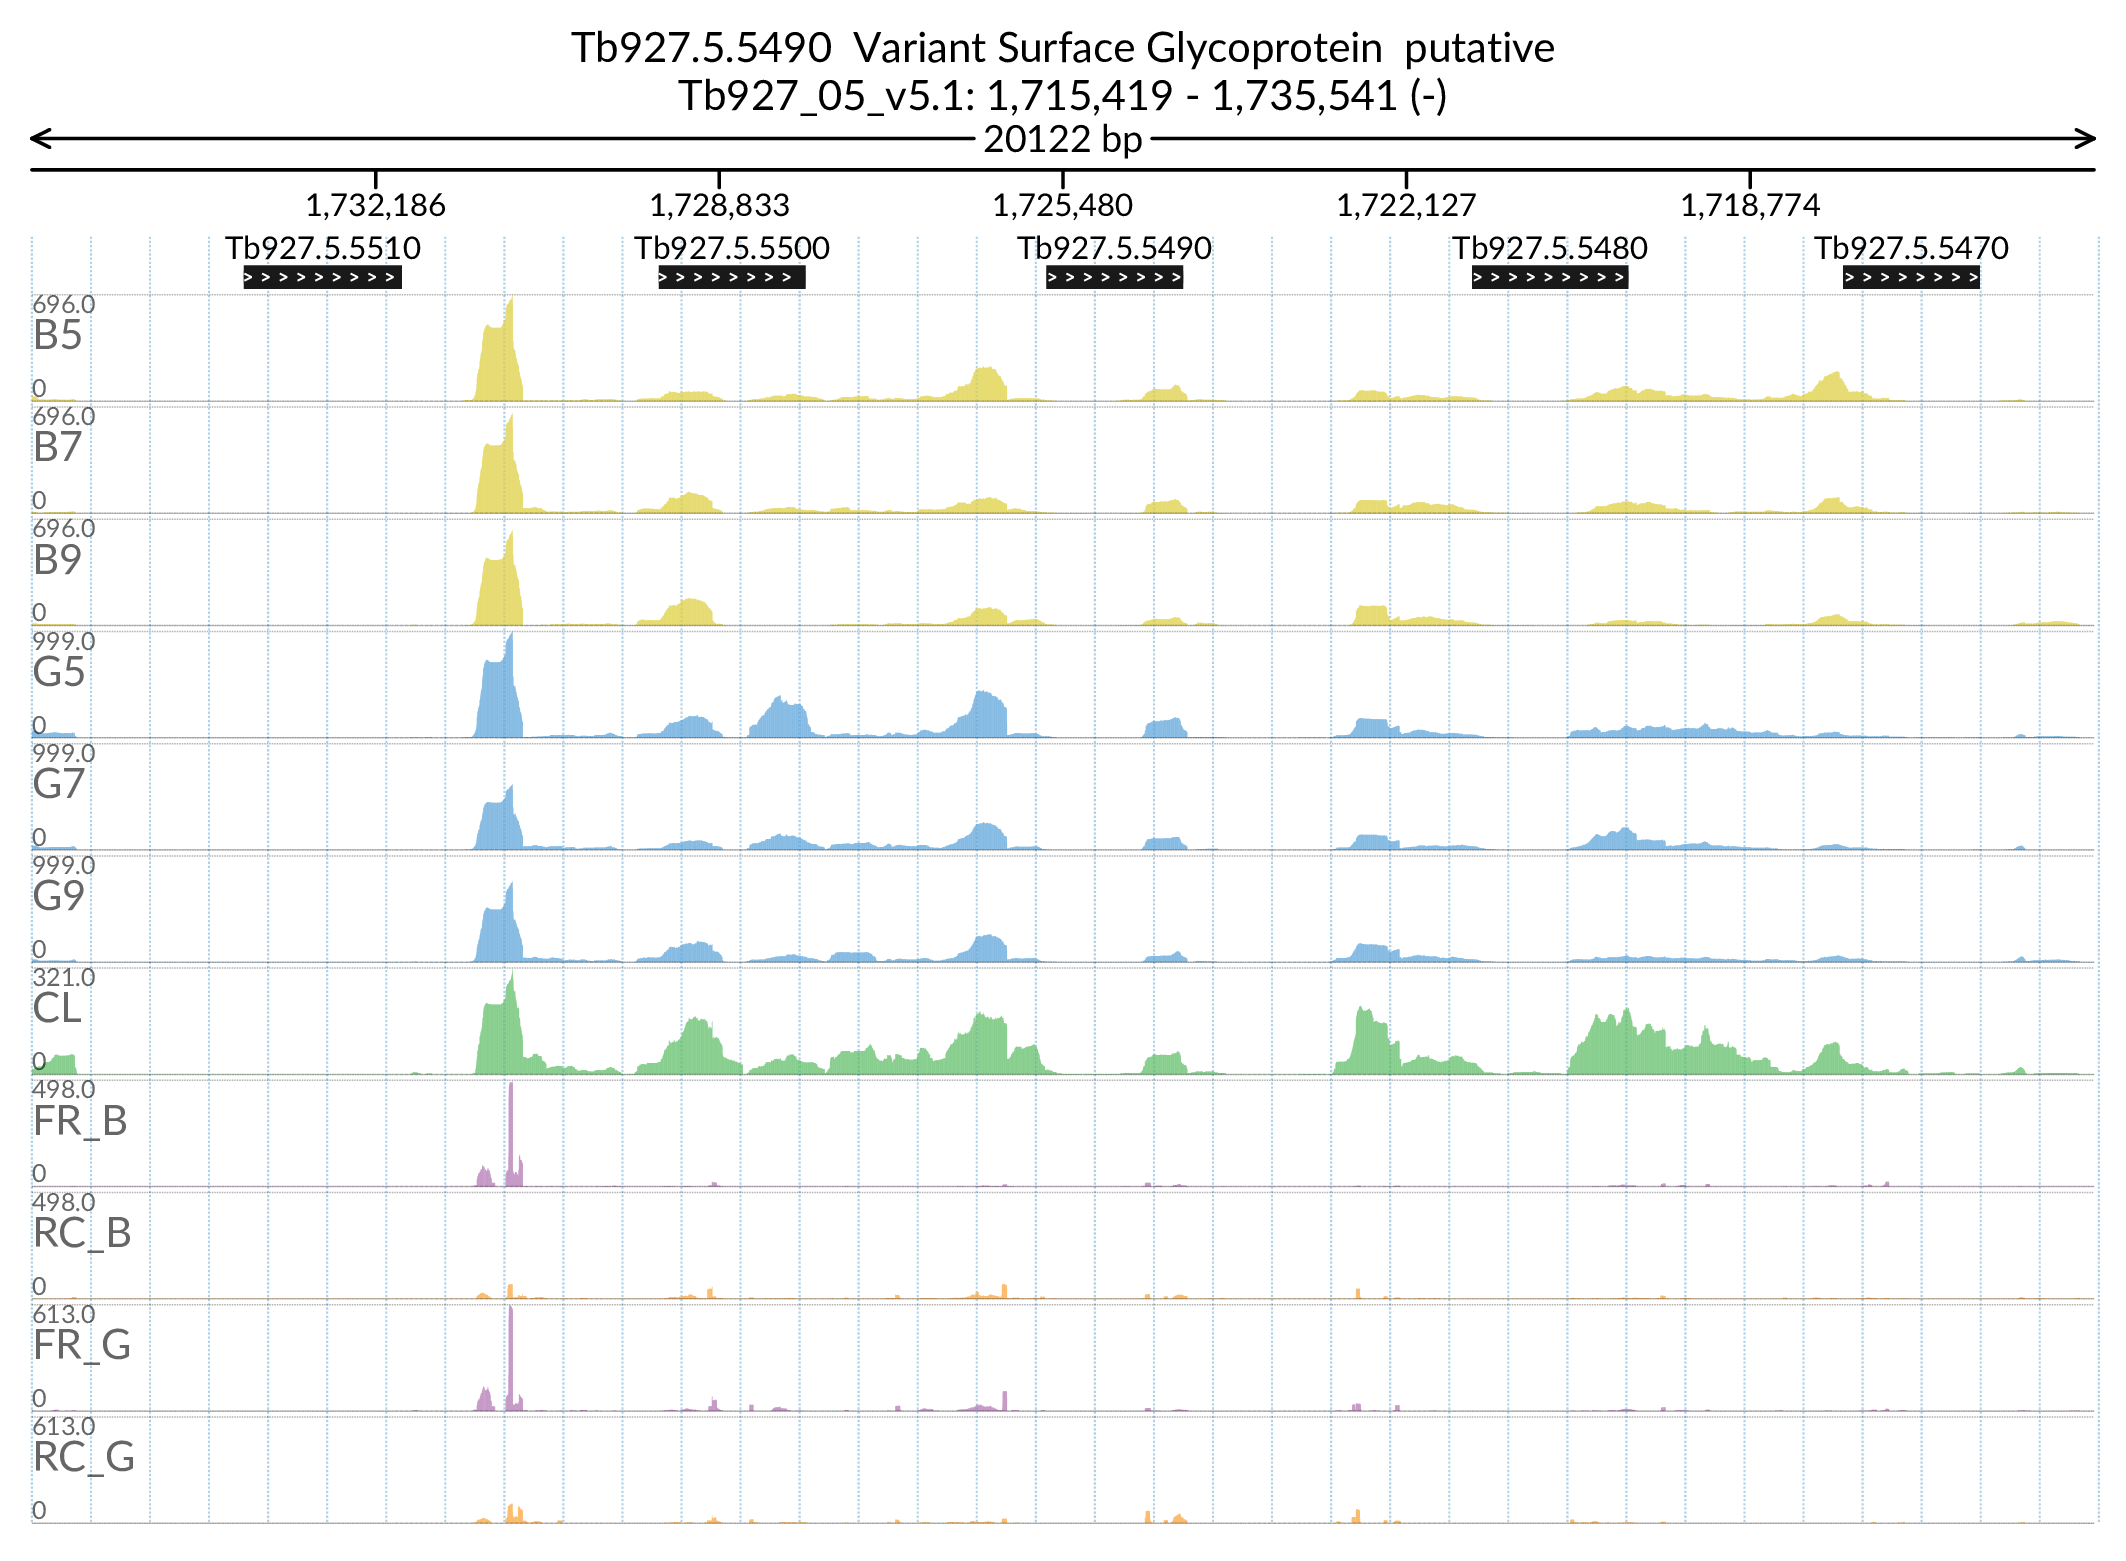 Tb927.5.5490  Variant Surface Glycoprotein  putative
Tb927_05_v5.1: 1,715,419 - 1,735,541 (-)
20122 bp
1,732,186 1,728,833 1,725,480 1,722,127 1,718,774
Tb927.5.5510 Tb927.5.5500 Tb927.5.5490 Tb927.5.5480 Tb927.5.5470
696.0
B5
0
696.0
B7
0
696.0
B9
0
999.0
G5
0
999.0
G7
0
999.0
G9
0
321.0
CL
0
498.0
FR_B
0
498.0
RC_B
0
613.0
FR_G
0
613.0
RC_G
0